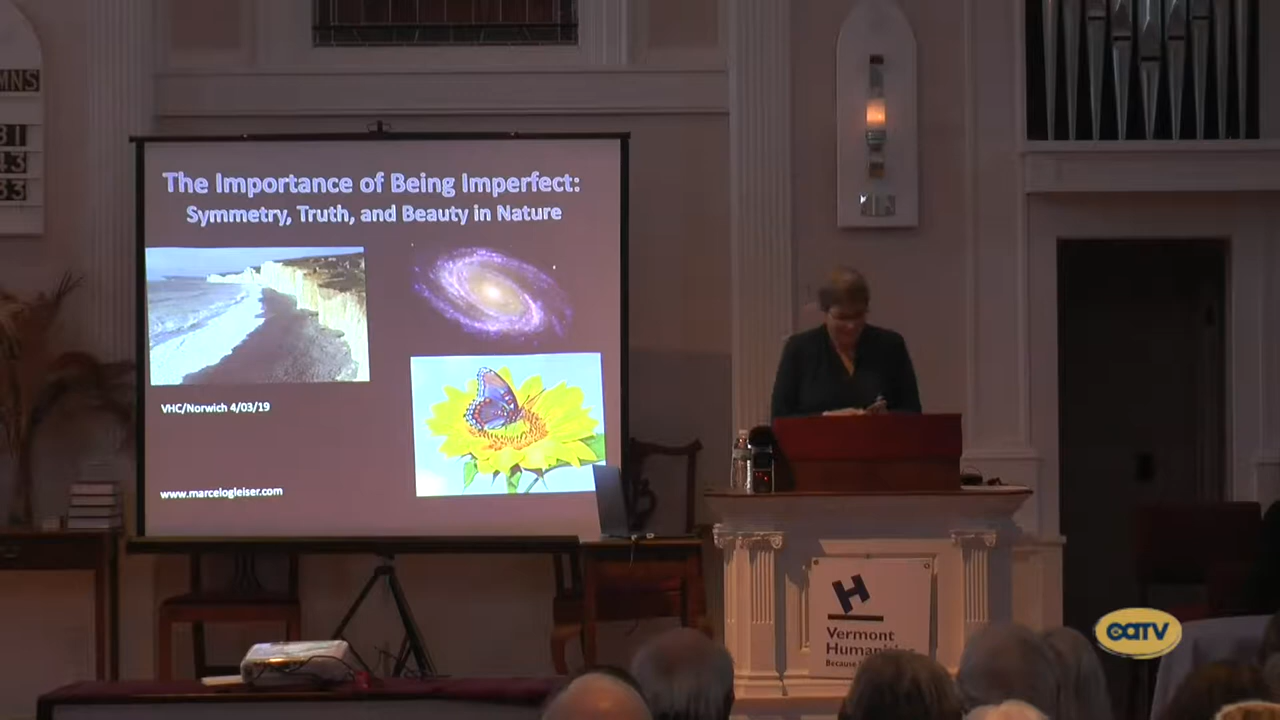 MNS
31
43
33
The Importance of Being Imperfect:
Symmetry, Truth, and Beauty in Nature
VHC/Norwich 4/03/19
www.marcelogleiser.com
H
Vermont
Humanities
Because
CATV